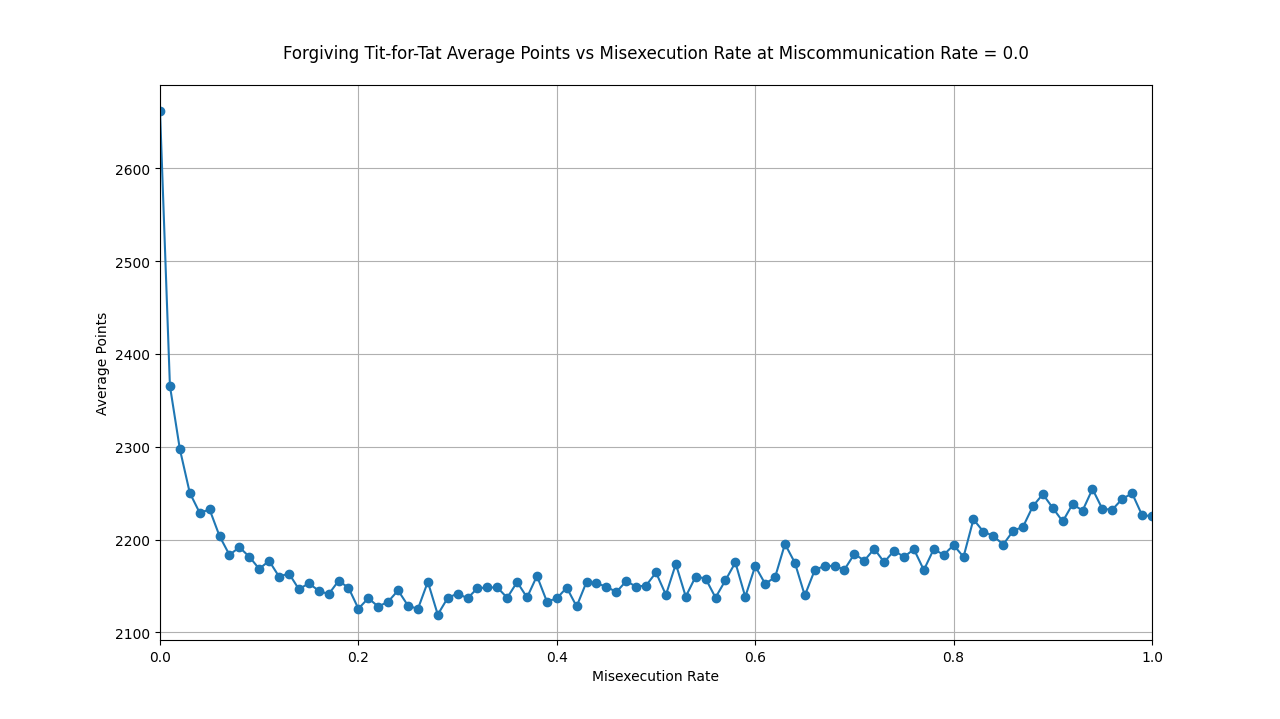 Forgiving Tit-for-Tat Average Points vs Misexecution Rate at Miscommunication Rate = 0.0
2600
2500
2400
2300
2200
2100
Average Points
0.0 0.2 0.4 0.6 0.8 1.0
Misexecution Rate